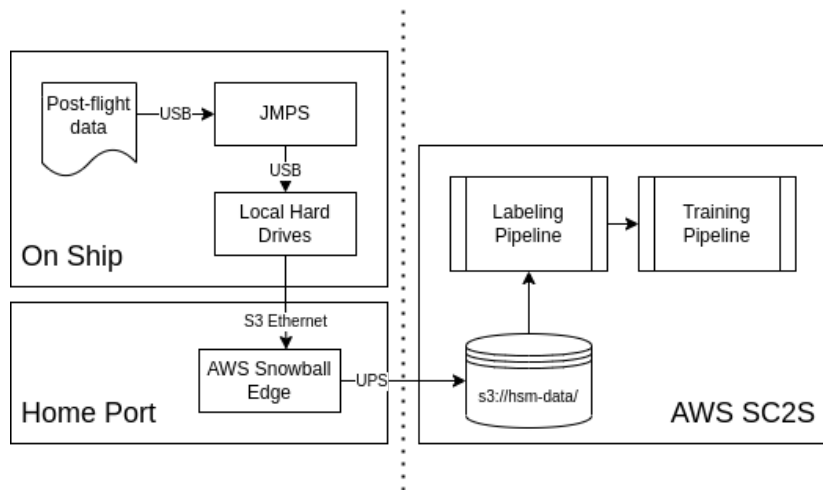 Post-flight
data
USB
JMPS
USB
Local Hard
Drives
On Ship
S3 Ethernet
AWS Snowball
Edge
UPS
Home Port
Labeling
Pipeline
Training
Pipeline
s3://hsm-data/
AWS SC2S